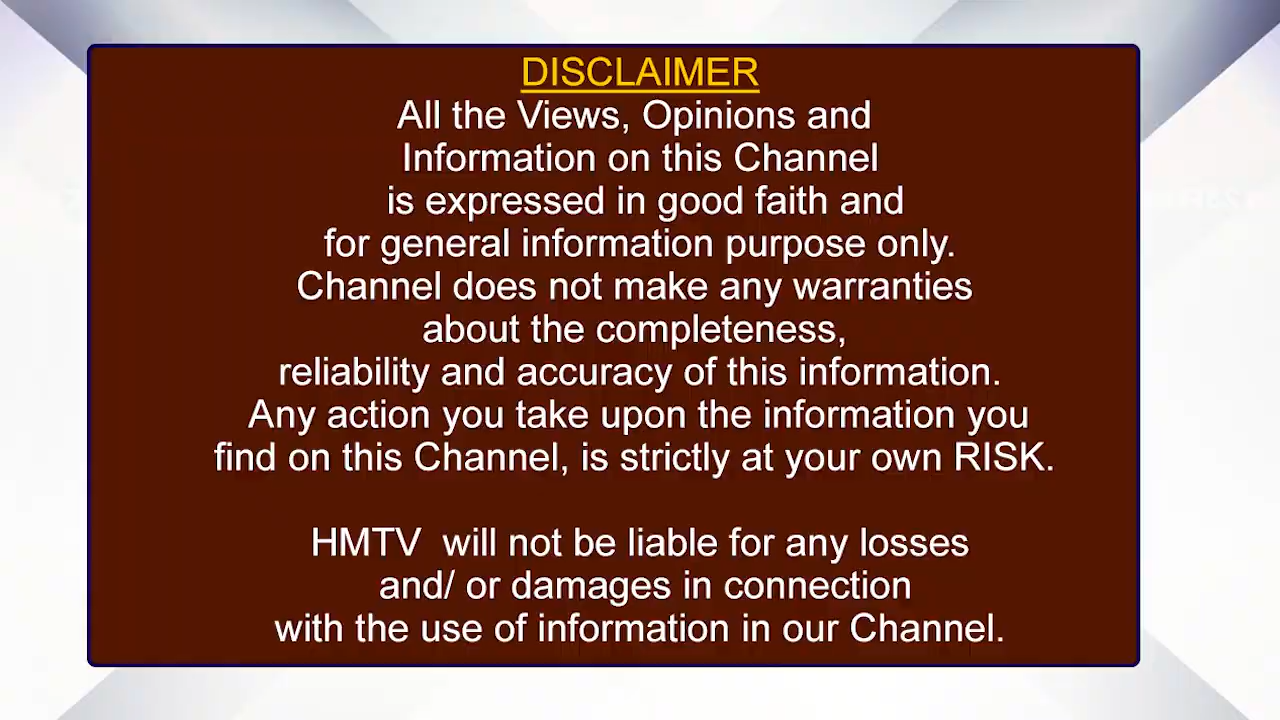 DISCLAIMER
All the Views, Opinions and
Information on this Channel
is expressed in good faith and
for general information purpose only.
Channel does not make any warranties
about the completeness,
reliability and accuracy of this information.
Any action you take upon the information you
find on this Channel, is strictly at your own RISK.
HMTV will not be liable for any losses
and/ or damages in connection
with the use of information in our Channel.